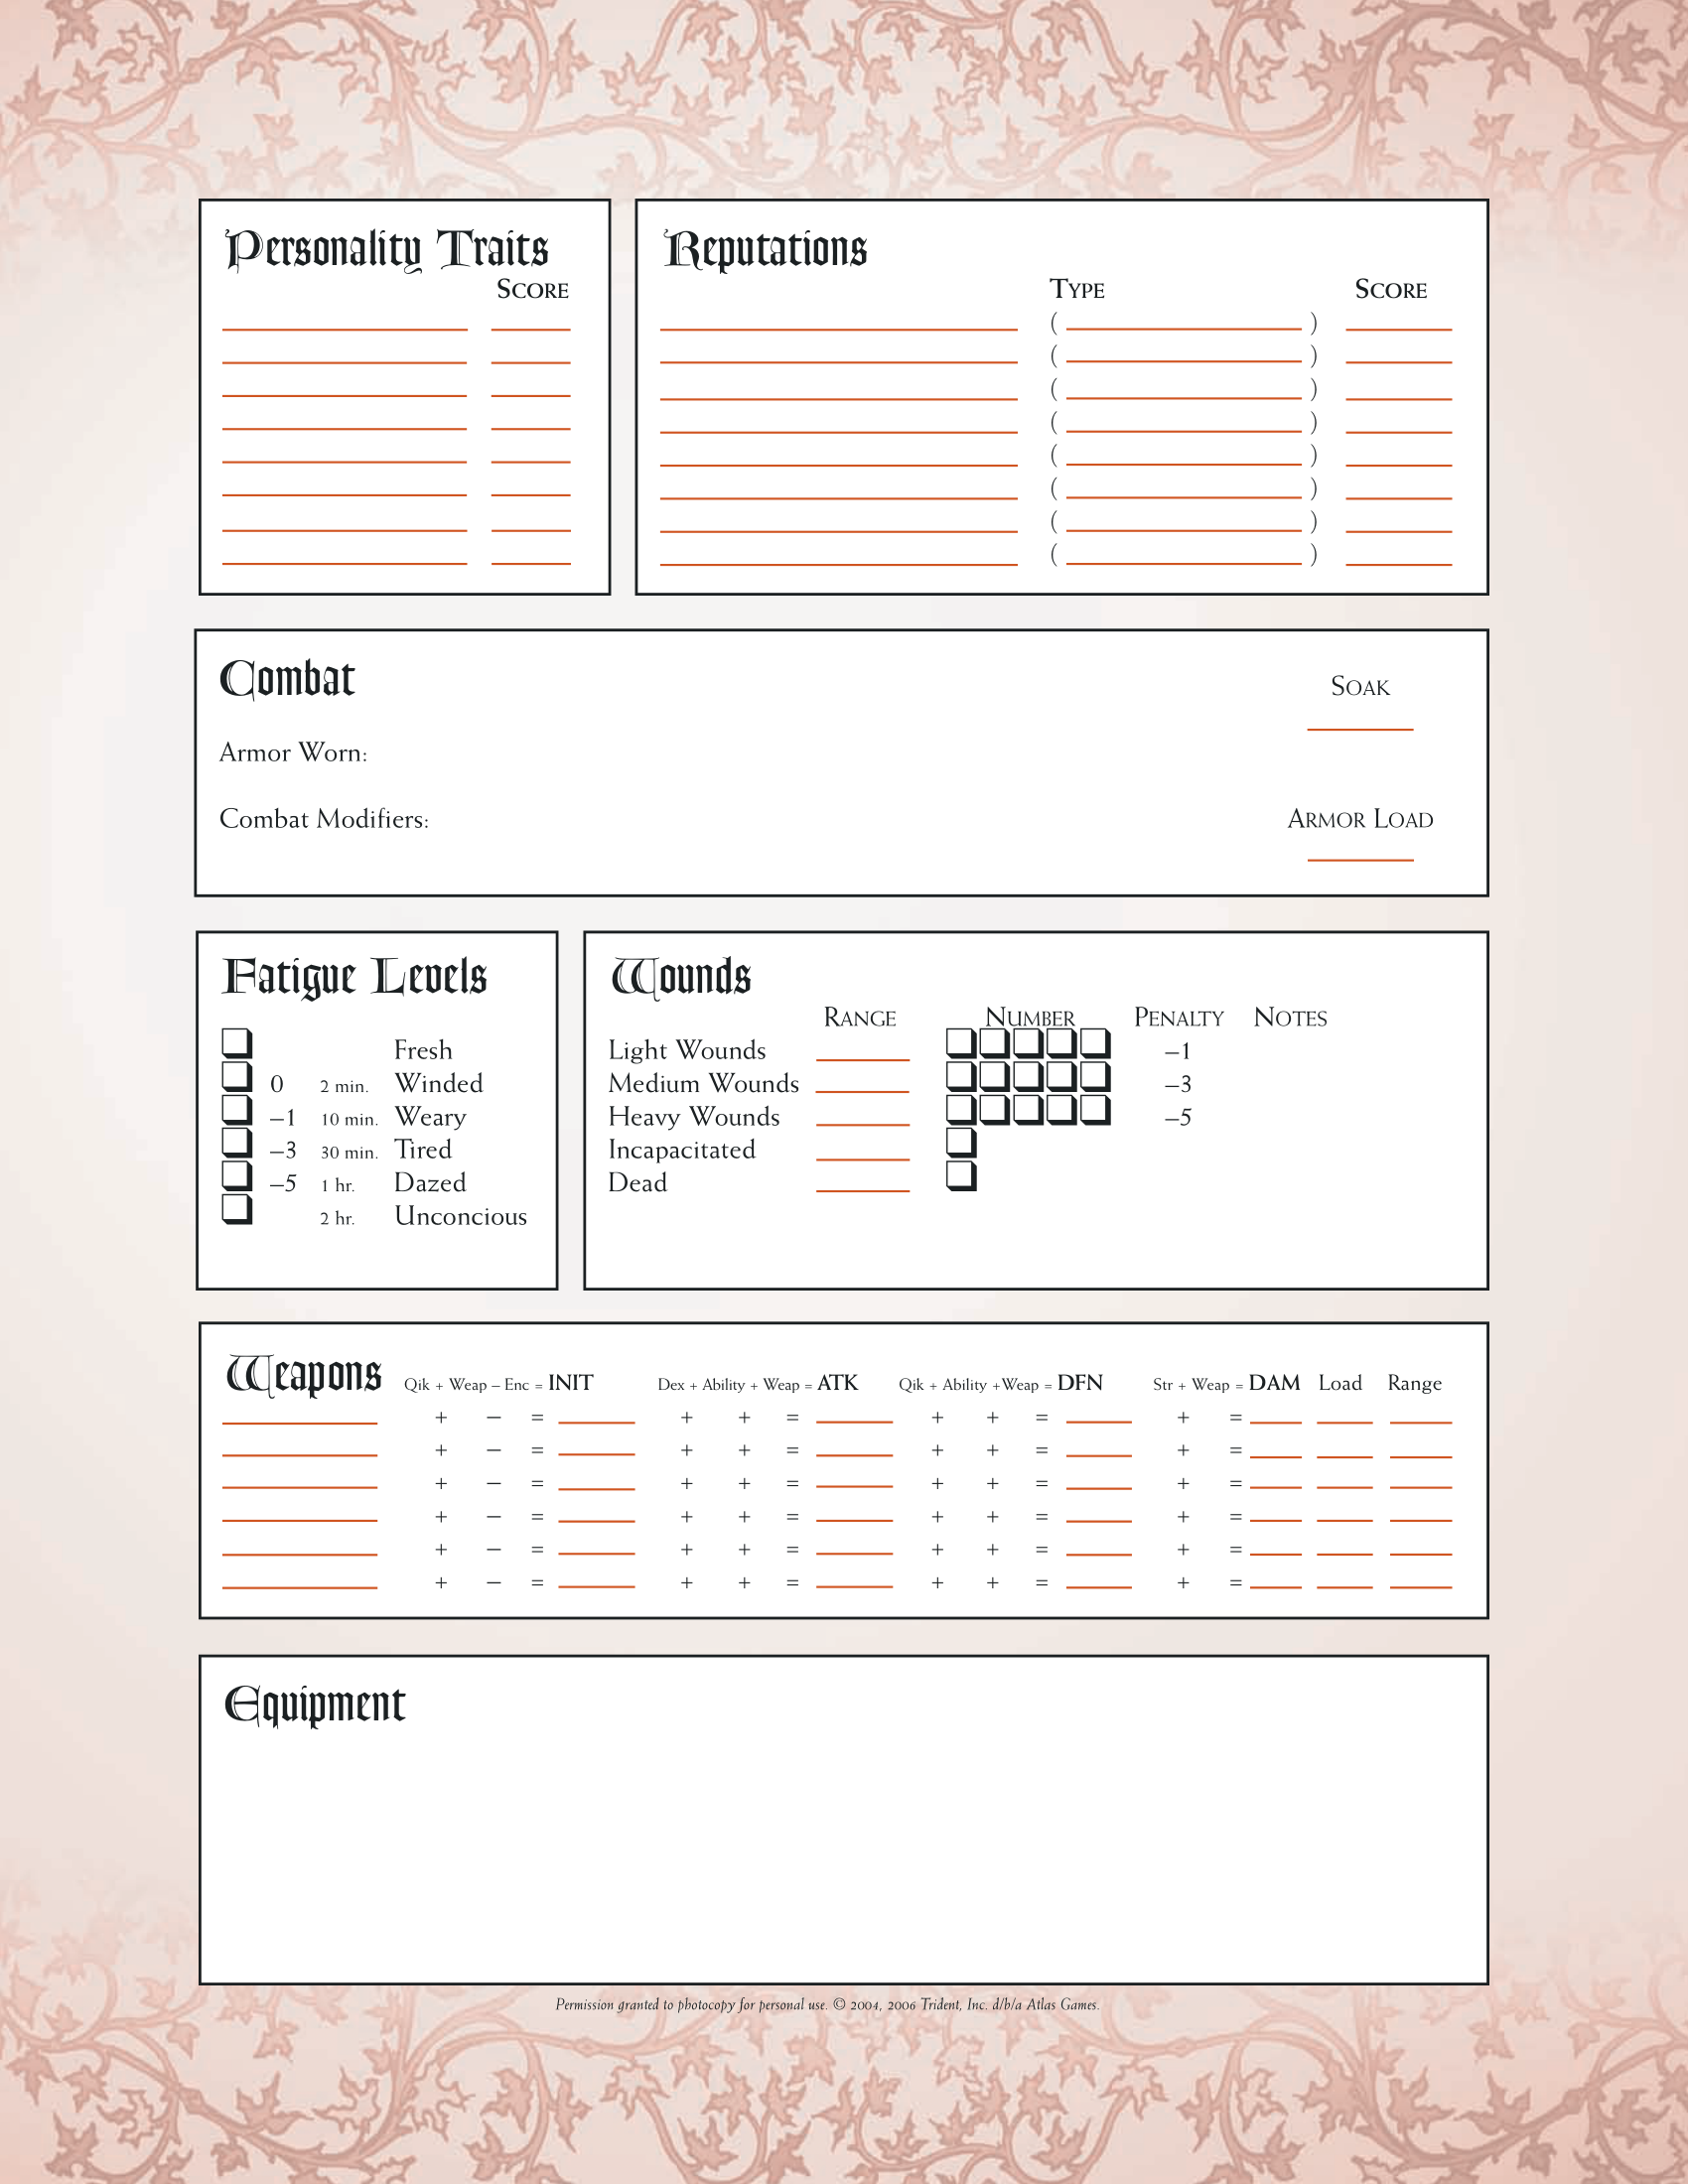 Personality Traits
SCORE
Reputations
TYPE SCORE
( )
( )
( )
( )
( )
( )
( )
( )
Combat
SOAK
Armor Worn:
Combat Modifiers:
ARMOR LOAD
Fatigue Levels
Fresh
0 2 min. Winded
–1 10 min. Weary
–3 30 min. Tired
–5 1 hr. Dazed
2 hr. Unconcious
Wounds
RANGE NUMBER PENALTY NOTES
Light Wounds –1
Medium Wounds –3
Heavy Wounds –5
Incapacitated
Dead
Weapons Qik + Weap – Enc = INIT Dex + Ability + Weap = ATK Qik + Ability +Weap = DFN Str + Weap = DAM Load Range
+ – = + + = + + = + =
+ – = + + = + + = + =
+ – = + + = + + = + =
+ – = + + = + + = + =
+ – = + + = + + = + =
+ – = + + = + + = + =
Equipment
Permission granted to photocopy for personal use. © 2004, 2006 Trident, Inc. d/b/a Atlas Games.